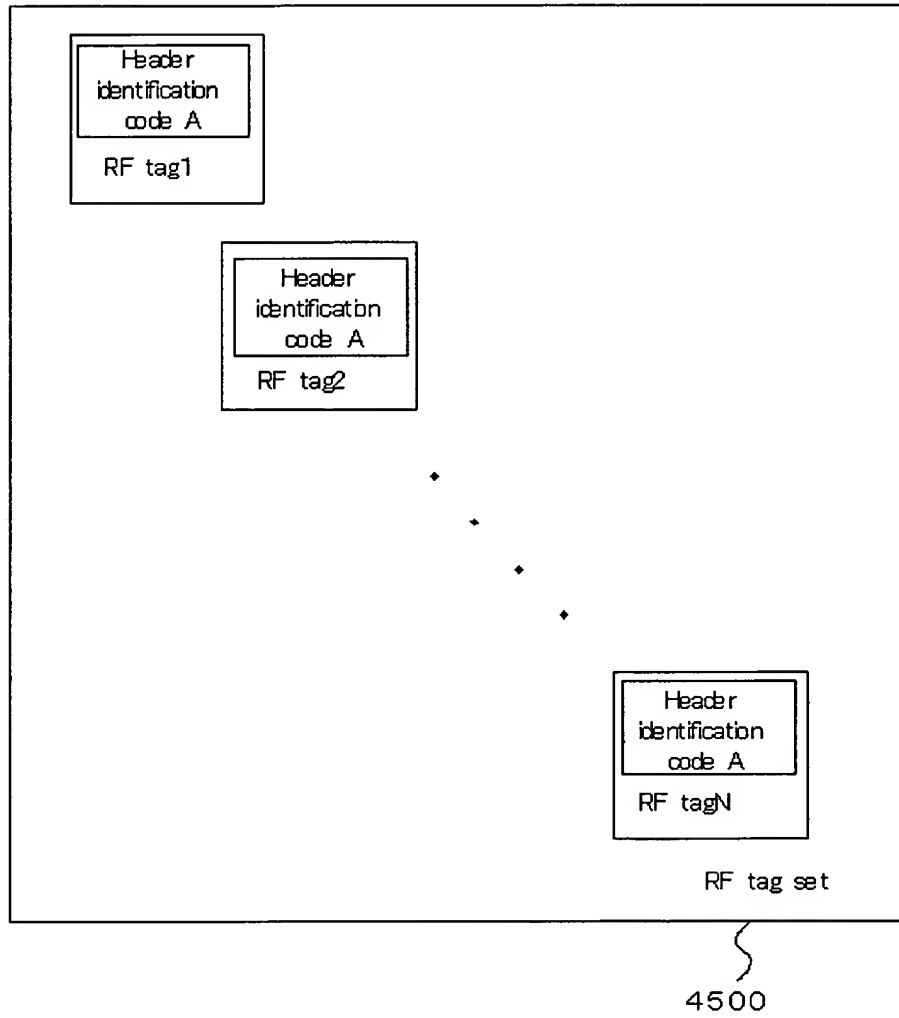 Header
identification
code A
RF tag1
Header
identification
code A
RF tag2
Header
identification
code A
RF tagN
RF tag set
4500